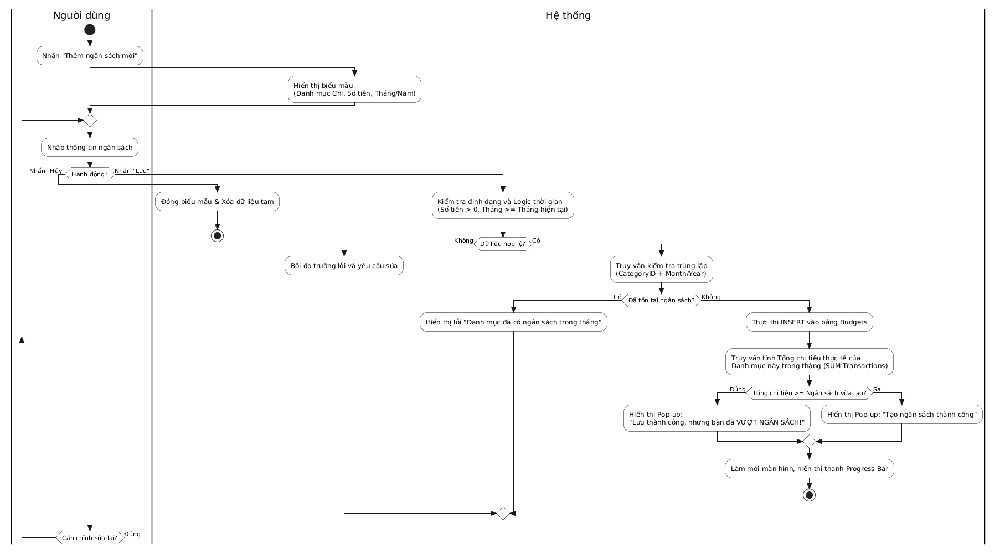 Người dùng
Hệ thống
Nhấn "Thêm ngân sách mới"
Hiển thị biểu mẫu
(Danh mục Chi, Số tiền, Tháng/Năm)
Nhập thông tin ngân sách
Nhấn "Hủy"
Hành động?
Nhấn "Lưu"
Đóng biểu mẫu & Xóa dữ liệu tạm
Kiểm tra định dạng và Logic thời gian
(Số tiền > 0, Tháng >= Tháng hiện tại)
Không
Dữ liệu hợp lệ?
Có
Bôi đỏ trường lỗi và yêu cầu sửa
Truy vấn kiểm tra trùng lặp
(CategoryID + Month/Year)
Có
Đã tồn tại ngân sách?
Không
Hiển thị lỗi "Danh mục đã có ngân sách trong tháng"
Thực thi INSERT vào bảng Budgets
Truy vấn tính Tổng chi tiêu thực tế của
Danh mục này trong tháng (SUM Transactions)
Đúng
Tổng chi tiêu >= Ngân sách vừa tạo?
Sai
Hiển thị Pop-up:
"Lưu thành công, nhưng bạn đã VƯỢT NGÂN SÁCH!"
Hiển thị Pop-up: "Tạo ngân sách thành công"
Làm mới màn hình, hiển thị thanh Progress Bar
Cần chỉnh sửa lại?
Đúng